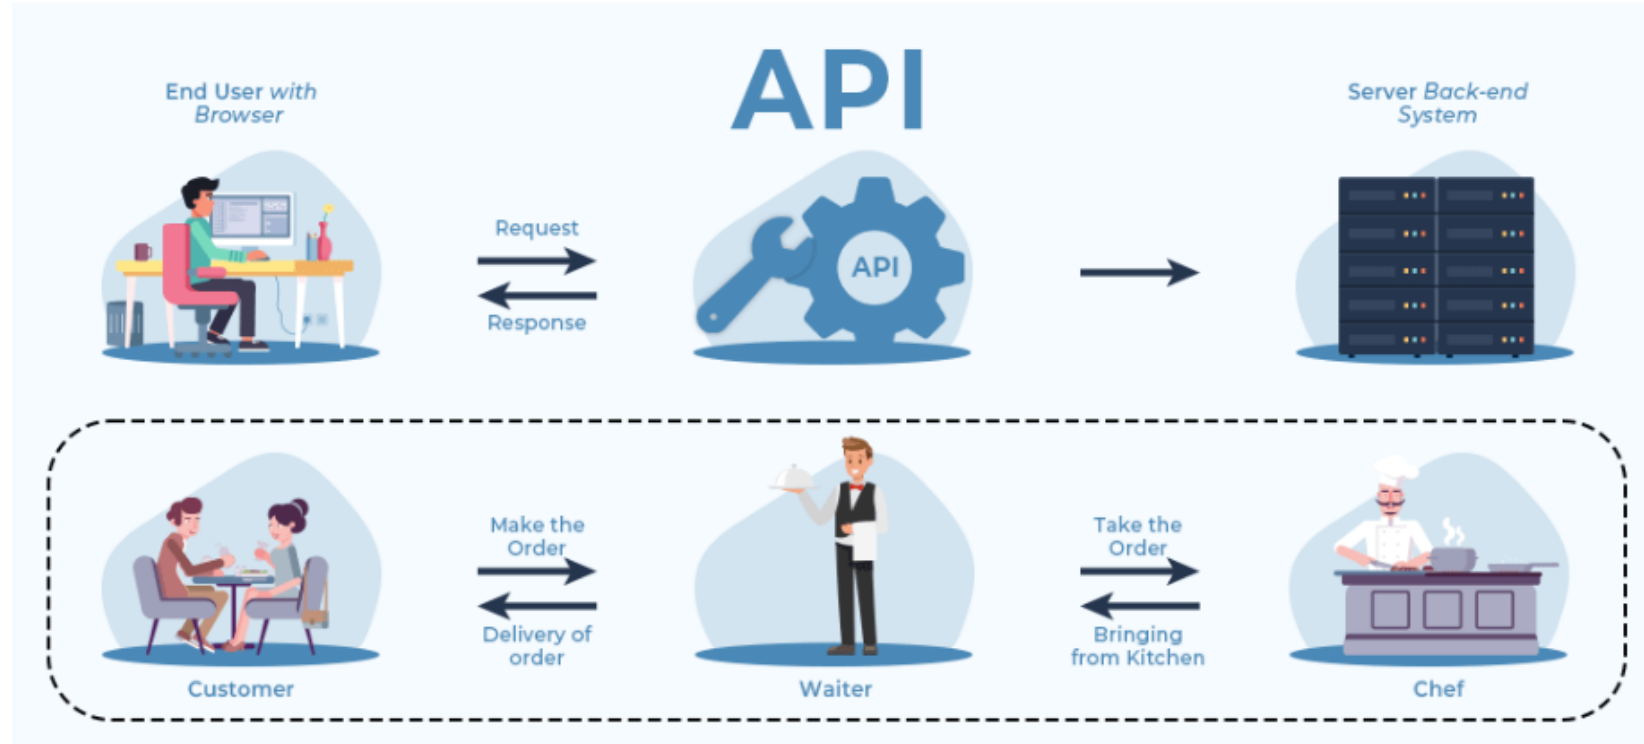 API
End User with
Browser
Server Back-end
System
Request
Response
API
Make the
Order
Delivery of
order
Take the
Order
Bringing
from Kitchen
Customer
Waiter
Chef